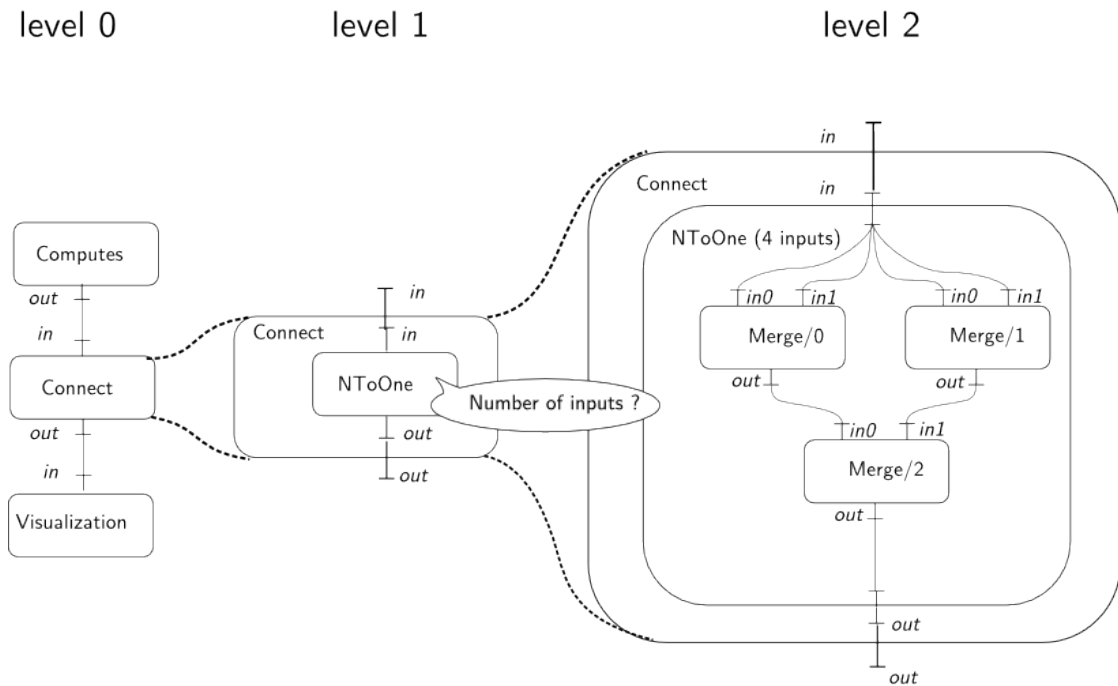 level 0
level 1
level 2
Computes
out
in
Connect
out
in
Visualization
in
Connect
in
NToOne
Number of inputs ?
out
out
in
Connect
in
NToOne (4 inputs)
in0
in1
in0
in1
Merge/0
Merge/1
out
out
in0
in1
Merge/2
out
out
out